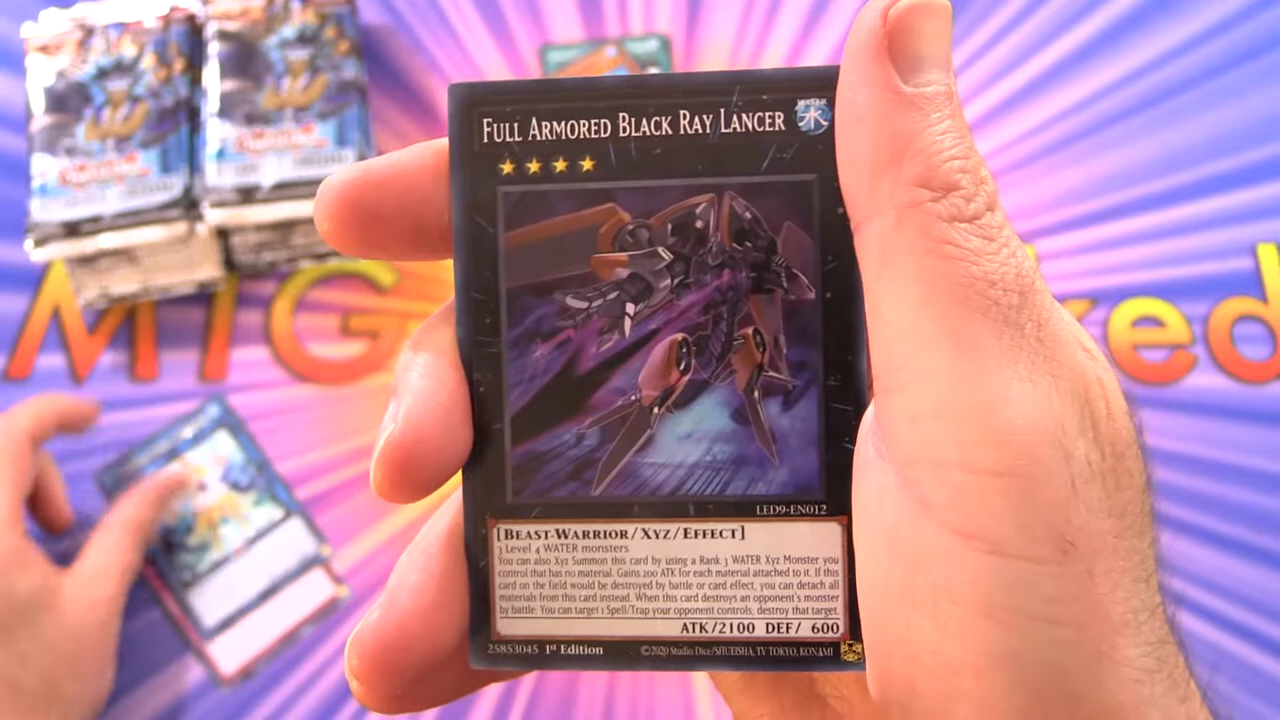 FULL ARMORED BLACK RAY LANCER
WATER
水
LED9-EN012
[BEAST-WARRIOR/XYZ/EFFECT]
3 Level 4 WATER monsters
You can also Xyz Summon this card by using a Rank 3 WATER Xyz Monster you
control that has no material. Gains 200 ATK for each material attached to it. If this
card on the field would be destroyed by battle or card effect, you can detach all
materials from this card instead. When this card destroys an opponent's monster
by battle: You can target 1 Spell/Trap your opponent controls; destroy that target.
ATK/2100 DEF/ 600
25853045 1st Edition ©2020 Studio Dice/SHUEISHA, TV TOKYO, KONAMI
MTG
ked